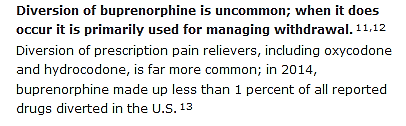 Diversion of buprenorphine is uncommon; when it does
occur it is primarily used for managing withdrawal. 11,12
Diversion of prescription pain relievers, including oxycodone
and hydrocodone, is far more common; in 2014,
buprenorphine made up less than 1 percent of all reported
drugs diverted in the U.S. 13